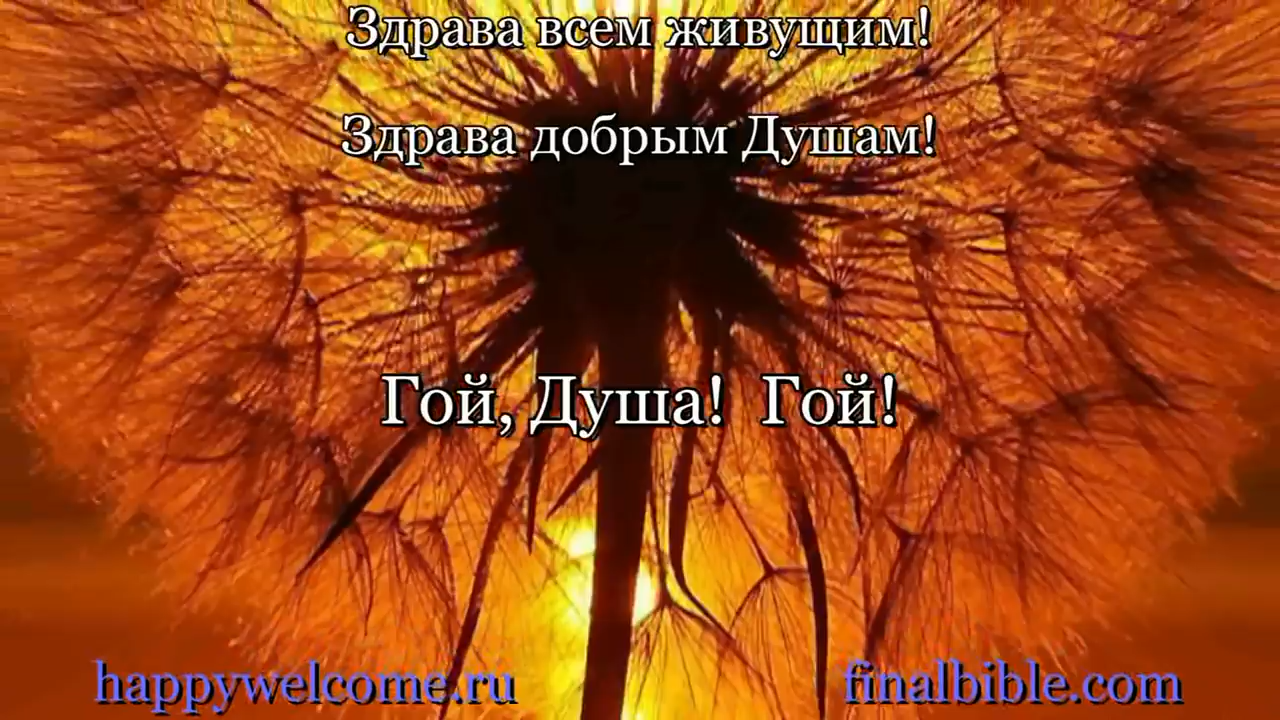 Здрава всем живущим!
Здрава добрым Душам!
Гой, Душа! Гой!
happywelcome.ru
finalbible.com